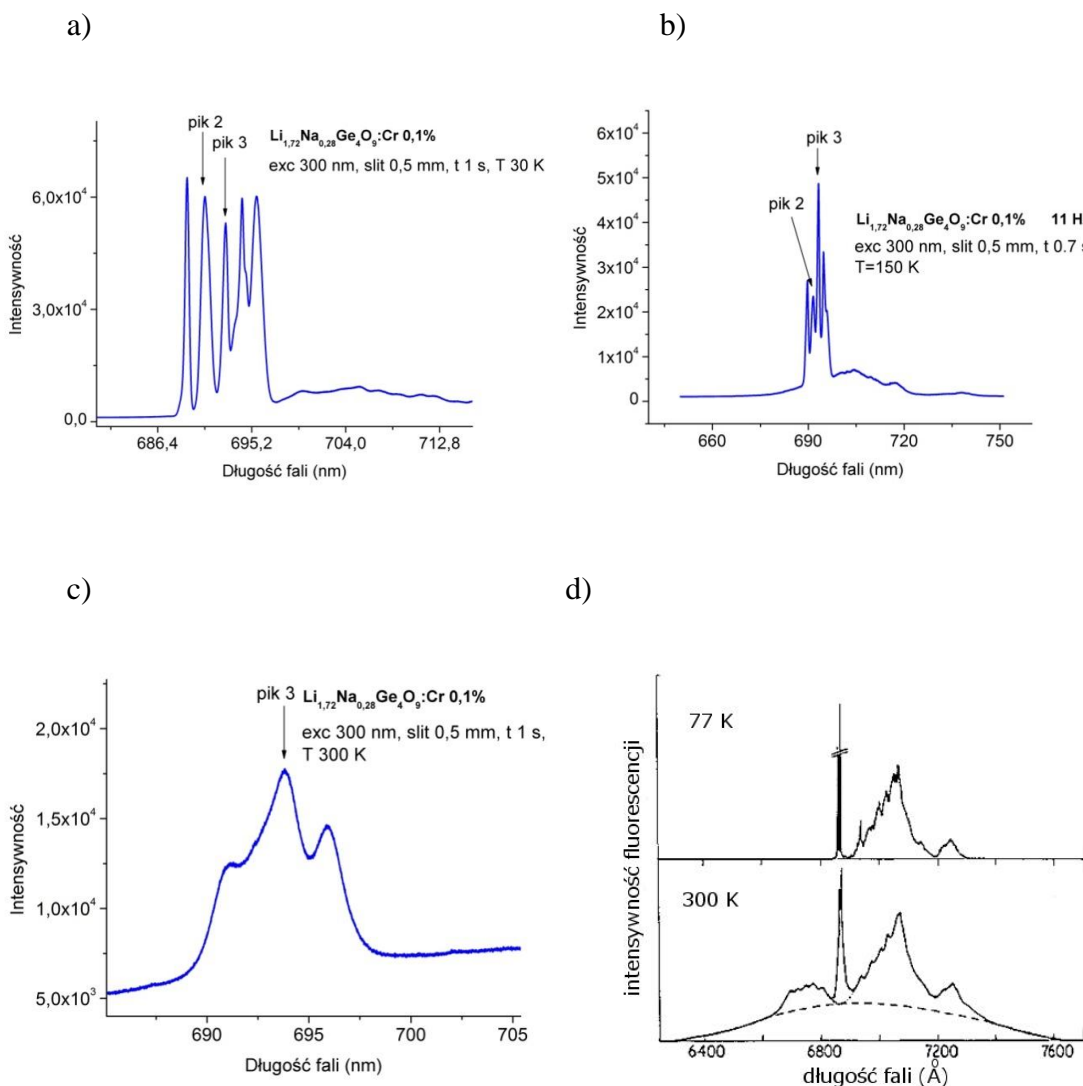 a)
pik 2
pik 3
Li1,72Na0,28Ge4O9:Cr 0,1%
exc 300 nm, slit 0,5 mm, t 1 s, T 30 K
Intensywność
6,0x10^4
3,0x10^4
0,0
686,4 695,2 704,0 712,8
Długość fali (nm)
b)
pik 3
pik 2
Li1,72Na0,28Ge4O9:Cr 0,1% 11 H
exc 300 nm, slit 0,5 mm, t 0.7 s
T=150 K
Intensywność
6x10^4
5x10^4
4x10^4
3x10^4
2x10^4
1x10^4
0
660 690 720 750
Długość fali (nm)
c)
pik 3
Li1,72Na0,28Ge4O9:Cr 0,1%
exc 300 nm, slit 0,5 mm, t 1 s,
T 300 K
Intensywność
2,0x10^4
1,5x10^4
1,0x10^4
5,0x10^3
690 695 700 705
Długość fali (nm)
d)
77 K
300 K
intensywność fluorescencji
6400 6800 7200 7600
długość fali (Å)